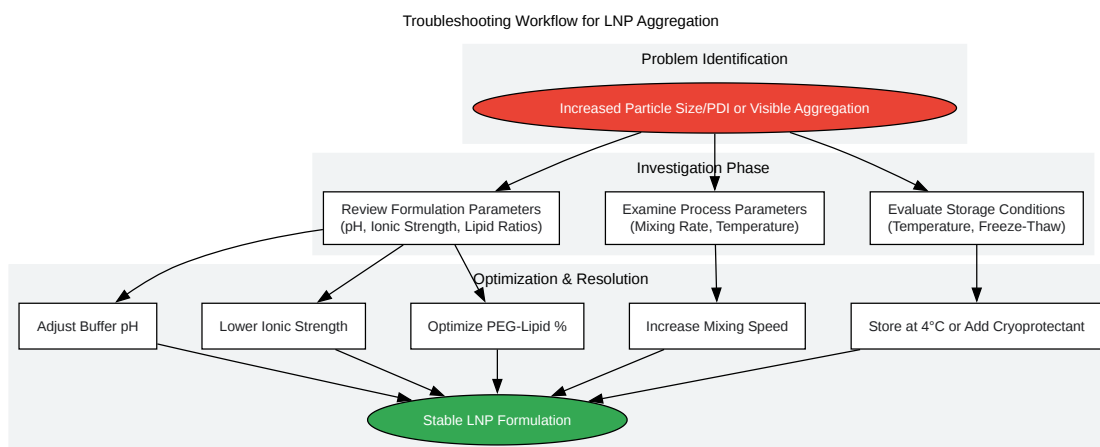 Troubleshooting Workflow for LNP Aggregation
Problem Identification
Increased Particle Size/PDI or Visible Aggregation
Investigation Phase
Review Formulation Parameters
(pH, Ionic Strength, Lipid Ratios)
Examine Process Parameters
(Mixing Rate, Temperature)
Evaluate Storage Conditions
(Temperature, Freeze-Thaw)
Optimization & Resolution
Adjust Buffer pH
Lower Ionic Strength
Optimize PEG-Lipid %
Increase Mixing Speed
Store at 4°C or Add Cryoprotectant
Stable LNP Formulation